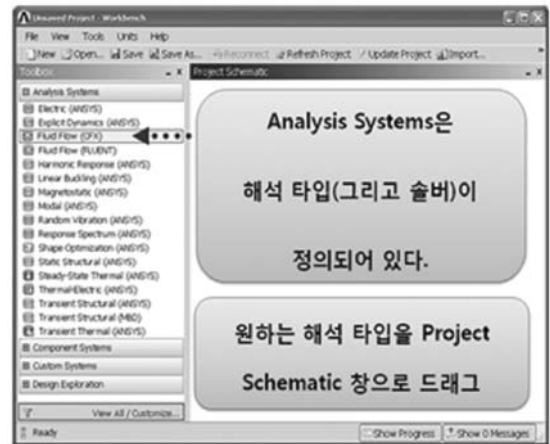 Unsaved Project - Workbench
File View Tools Units Help
New Open... Save Save As... Reconnect Refresh Project Update Project Import...
Toolbox
Project Schematic
Analysis Systems
Electric (ANSYS)
Explicit Dynamics (ANSYS)
Fluid Flow (CFX)
Fluid Flow (FLUENT)
Harmonic Response (ANSYS)
Linear Buckling (ANSYS)
Magnetostatic (ANSYS)
Modal (ANSYS)
Random Vibration (ANSYS)
Response Spectrum (ANSYS)
Shape Optimization (ANSYS)
Static Structural (ANSYS)
Steady-State Thermal (ANSYS)
Thermal-Electric (ANSYS)
Transient Structural (ANSYS)
Transient Structural (MBD)
Transient Thermal (ANSYS)
Component Systems
Custom Systems
Design Exploration
View All / Customize...
Analysis Systems은
해석 타입(그리고 솔버)이
정의되어 있다.
원하는 해석 타입을 Project
Schematic 창으로 드래그
Ready
Show Progress
Show 0 Messages